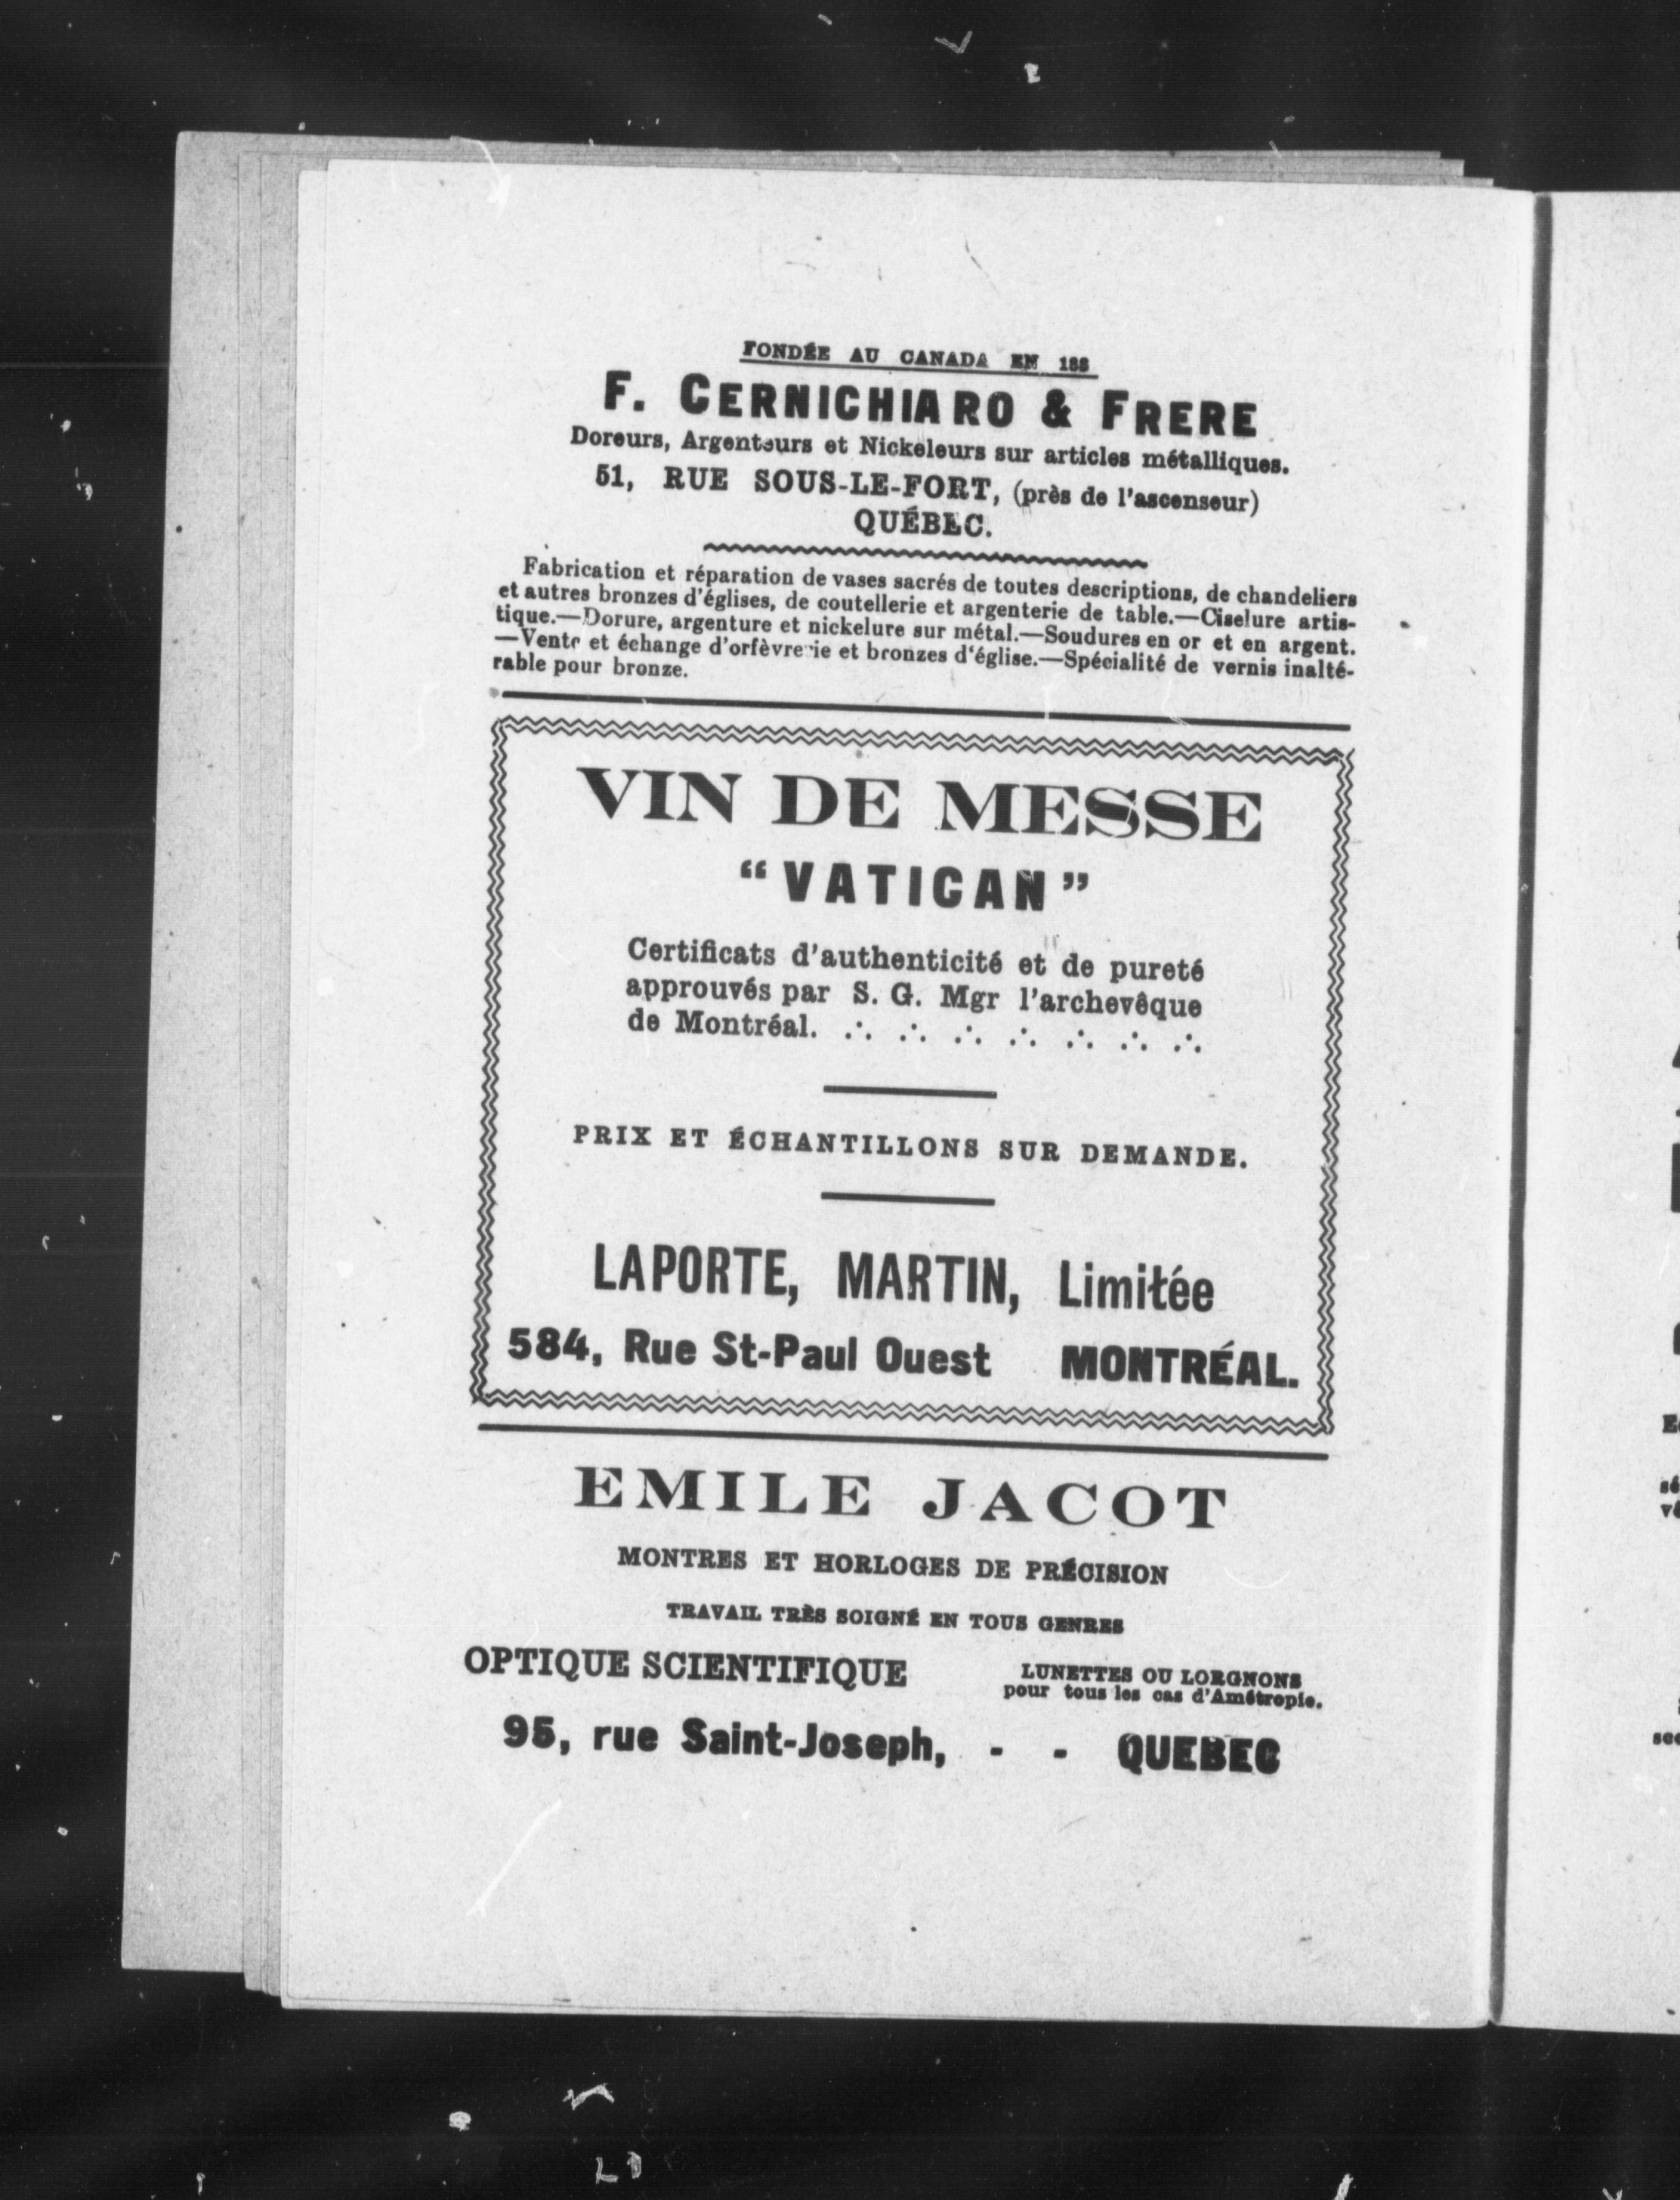 FONDÉE AU CANADA EN 188
F. CERNICHIARO & FRERE
Doreurs, Argenteurs et Nickeleurs sur articles métalliques.
51, RUE SOUS-LE-FORT, (près de l'ascenseur)
QUÉBEC.
Fabrication et réparation de vases sacrés de toutes descriptions, de chandeliers
et autres bronzes d'églises, de coutellerie et argenterie de table.—Ciselure artis-
tique.—Dorure, argenture et nickelure sur métal.—Soudures en or et en argent.
—Vente et échange d'orfèvrerie et bronzes d'église.—Spécialité de vernis inalté-
rable pour bronze.
VIN DE MESSE
“VATICAN”
Certificats d'authenticité et de pureté
approuvés par S. G. Mgr l'archevêque
de Montréal. ∴ ∴ ∴ ∴ ∴ ∴ ∴
PRIX ET ÉCHANTILLONS SUR DEMANDE.
LAPORTE, MARTIN, Limitée
584, Rue St-Paul Ouest MONTRÉAL.
EMILE JACOT
MONTRES ET HORLOGES DE PRÉCISION
TRAVAIL TRÈS SOIGNÉ EN TOUS GENRES
OPTIQUE SCIENTIFIQUE
LUNETTES OU LORGNONS
pour tous les cas d'Amétropie.
95, rue Saint-Joseph, - - QUEBEC